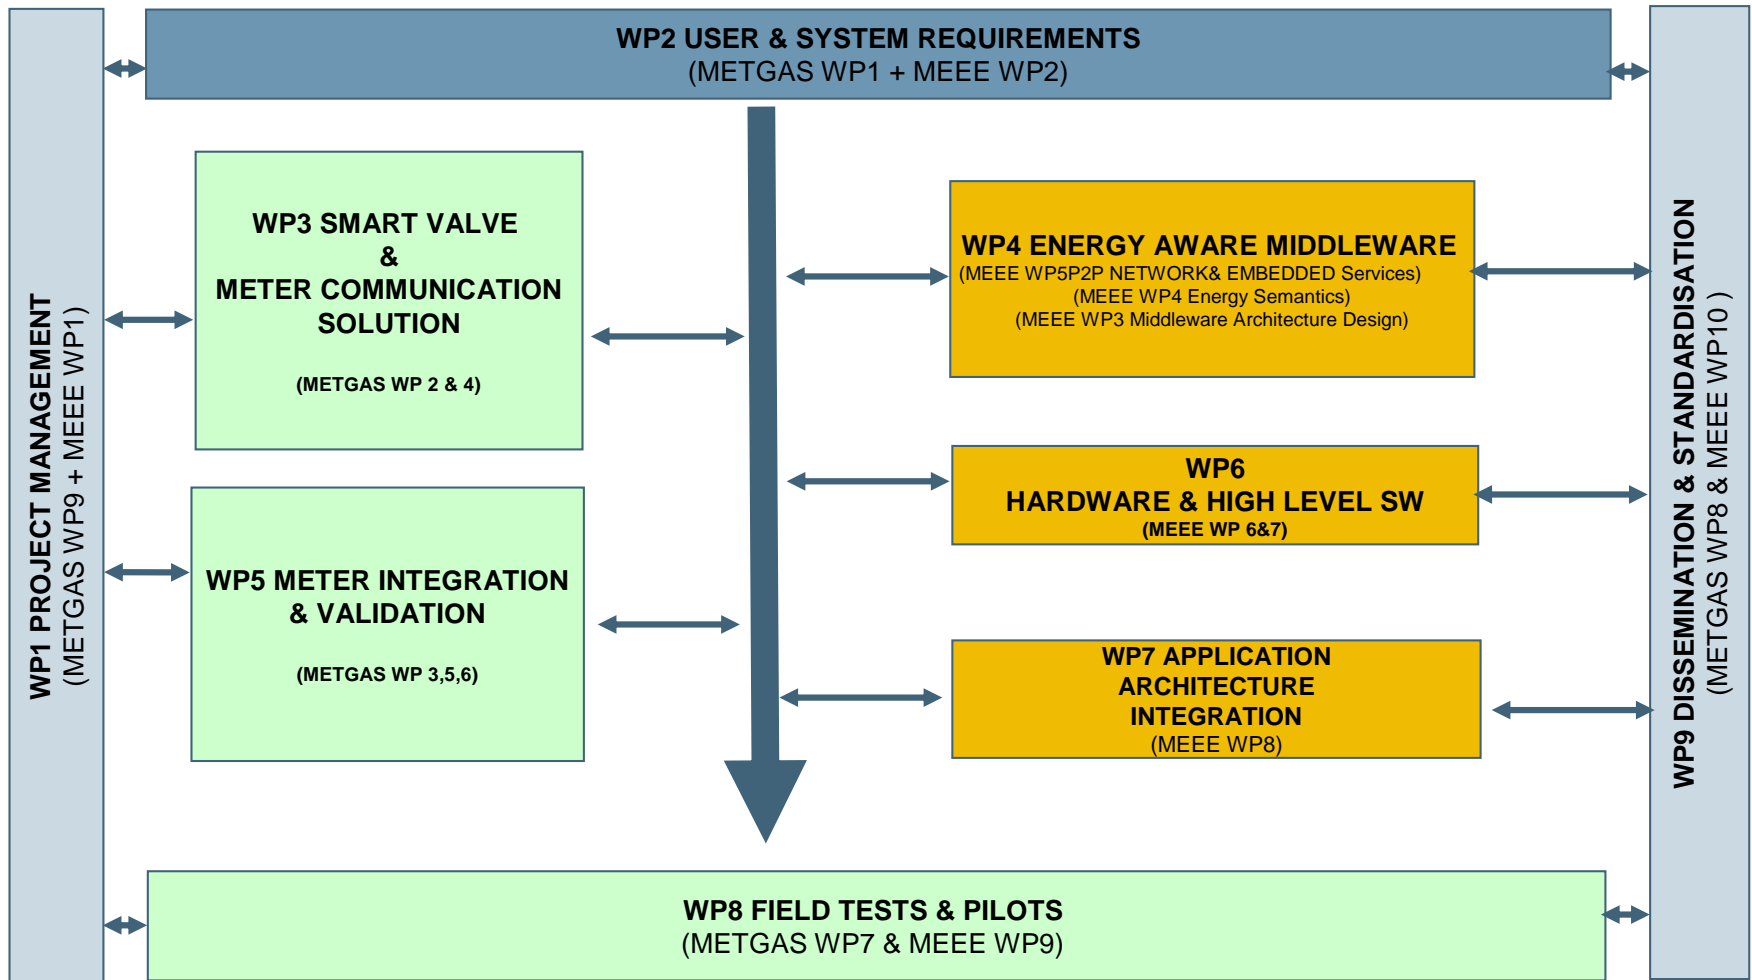 WP2 USER & SYSTEM REQUIREMENTS
(METGAS WP1 + MEEE WP2)
WP1 PROJECT MANAGEMENT
(METGAS WP9 + MEEE WP1)
WP3 SMART VALVE
&
METER COMMUNICATION
SOLUTION
(METGAS WP 2 & 4)
WP4 ENERGY AWARE MIDDLEWARE
(MEEE WP5P2P NETWORK& EMBEDDED Services)
(MEEE WP4 Energy Semantics)
(MEEE WP3 Middleware Architecture Design)
WP6
HARDWARE & HIGH LEVEL SW
(MEEE WP 6&7)
WP5 METER INTEGRATION
& VALIDATION
(METGAS WP 3,5,6)
WP7 APPLICATION
ARCHITECTURE
INTEGRATION
(MEEE WP8)
WP9 DISSEMINATION & STANDARDISATION
(METGAS WP8 & MEEE WP10 )
WP8 FIELD TESTS & PILOTS
(METGAS WP7 & MEEE WP9)